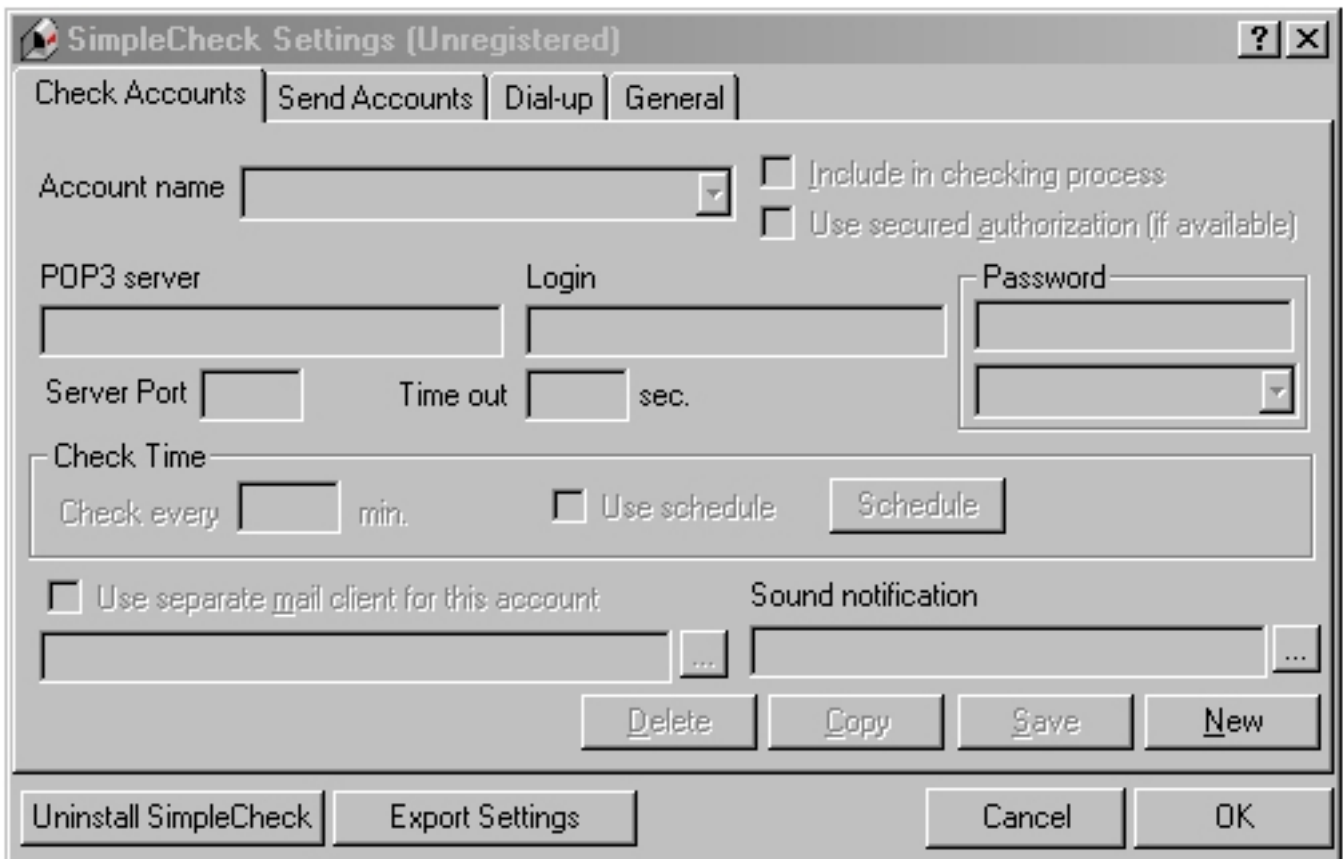 SimpleCheck Settings (Unregistered)
Check Accounts Send Accounts Dial-up General
Account name
Include in checking process
Use secured authorization (if available)
POP3 server Login Password
Server Port Time out sec.
Check Time
Check every min. Use schedule Schedule
Use separate mail client for this account Sound notification
... ...
Delete Copy Save New
Uninstall SimpleCheck Export Settings Cancel OK